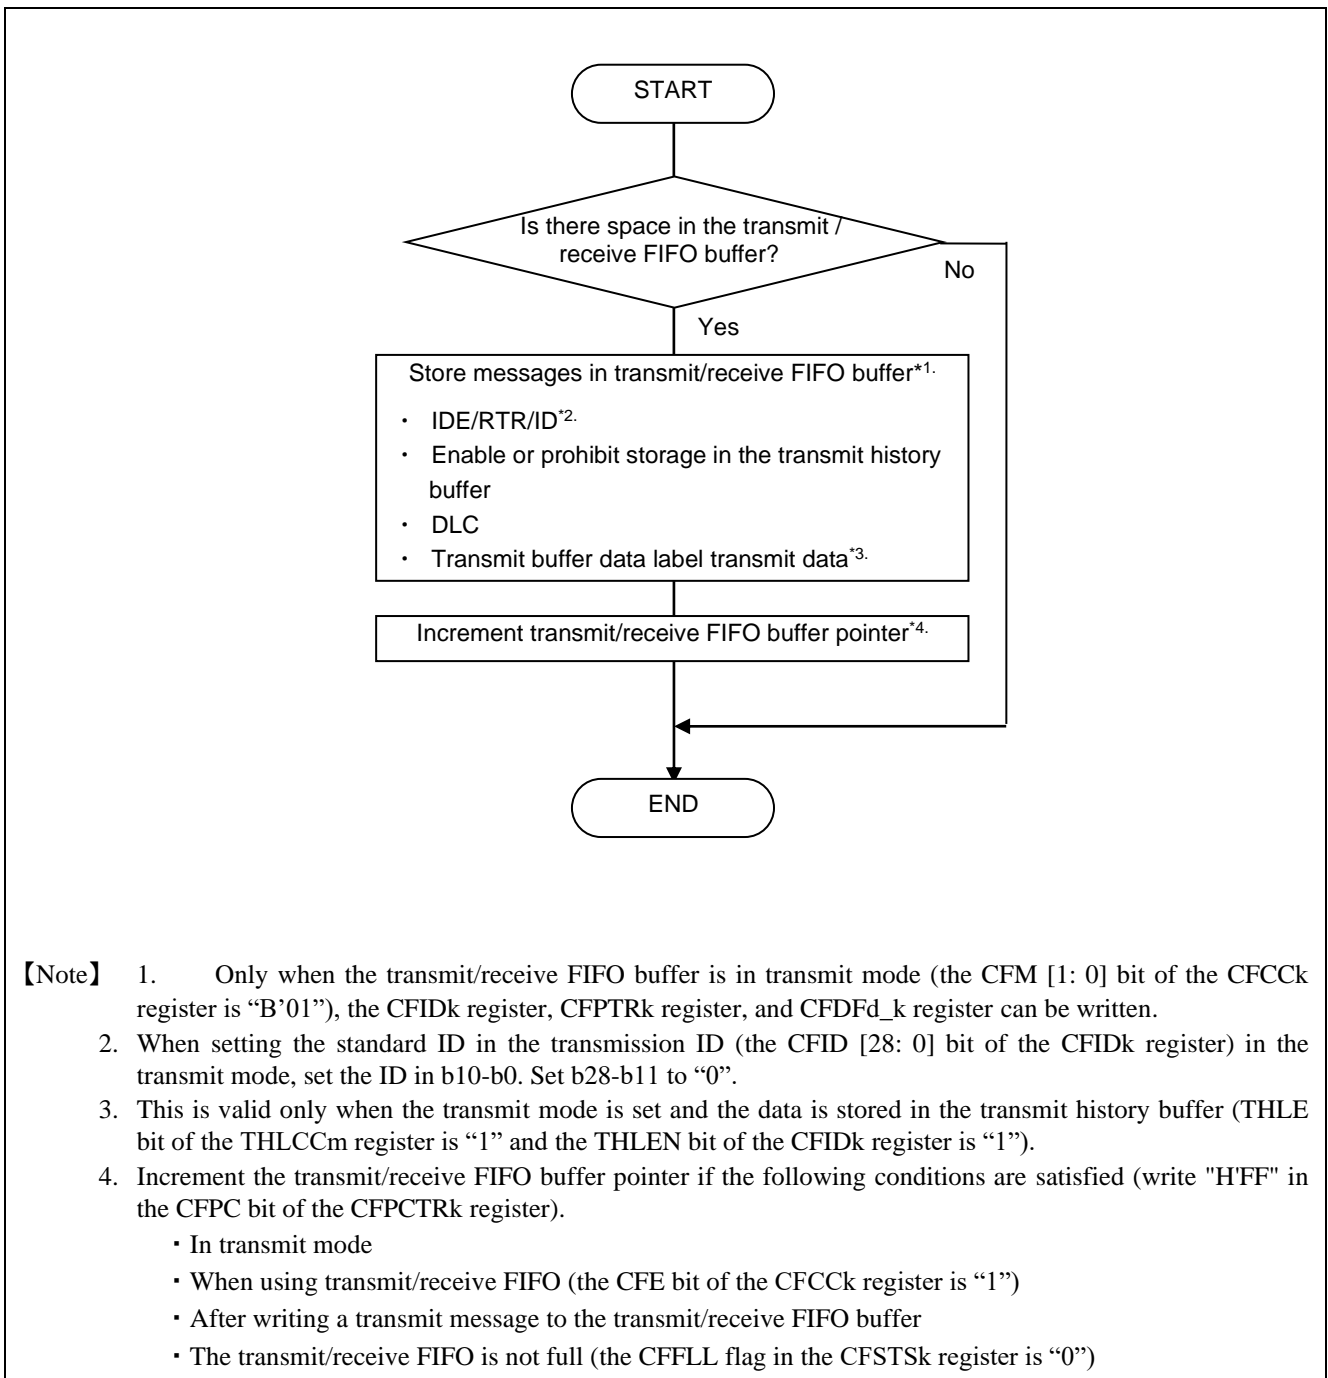 START
Is there space in the transmit /
receive FIFO buffer?
No
Yes
Store messages in transmit/receive FIFO buffer*1.
・ IDE/RTR/ID*2.
・ Enable or prohibit storage in the transmit history
buffer
・ DLC
・ Transmit buffer data label transmit data*3.
Increment transmit/receive FIFO buffer pointer*4.
END
【Note】 1. Only when the transmit/receive FIFO buffer is in transmit mode (the CFM [1: 0] bit of the CFCCk
register is “B’01”), the CFIDk register, CFPTRk register, and CFDFd_k register can be written.
2. When setting the standard ID in the transmission ID (the CFID [28: 0] bit of the CFIDk register) in the
transmit mode, set the ID in b10-b0. Set b28-b11 to “0”.
3. This is valid only when the transmit mode is set and the data is stored in the transmit history buffer (THLE
bit of the THLCCm register is “1” and the THLEN bit of the CFIDk register is “1”).
4. Increment the transmit/receive FIFO buffer pointer if the following conditions are satisfied (write "H'FF" in
the CFPC bit of the CFPCTRk register).
・In transmit mode
・When using transmit/receive FIFO (the CFE bit of the CFCCk register is “1”)
・After writing a transmit message to the transmit/receive FIFO buffer
・The transmit/receive FIFO is not full (the CFFLL flag in the CFSTSk register is “0”)